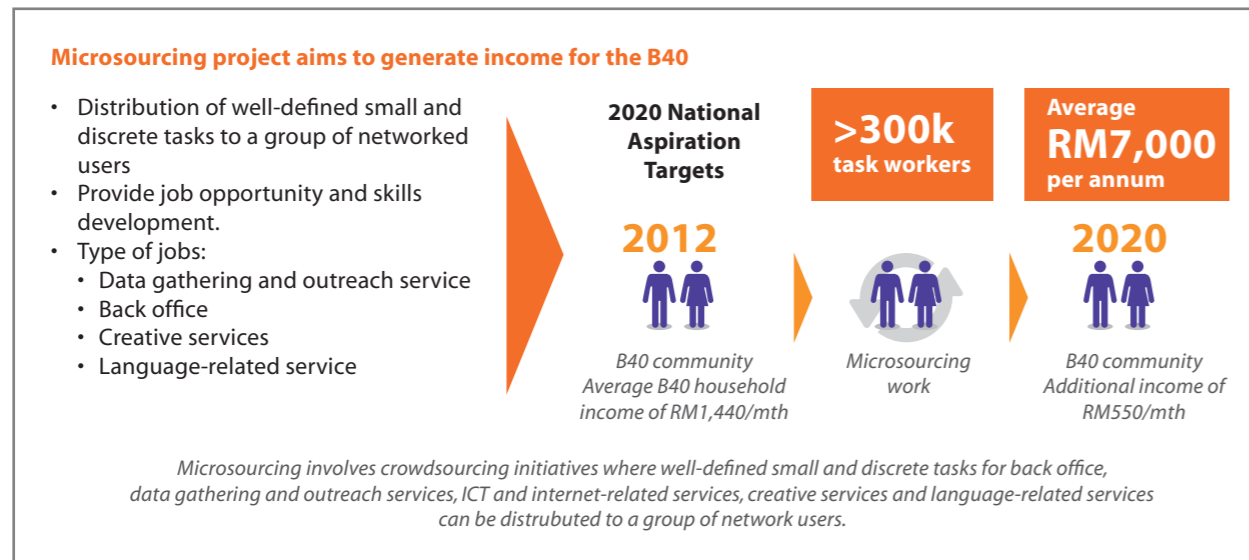 Microsourcing project aims to generate income for the B40
• Distribution of well-defined small and
discrete tasks to a group of networked
users
• Provide job opportunity and skills
development.
• Type of jobs:
• Data gathering and outreach service
• Back office
• Creative services
• Language-related service
2020 National
Aspiration
Targets
>300k
task workers
Average
RM7,000
per annum
2012
B40 community
Average B40 household
income of RM1,440/mth
Microsourcing
work
2020
B40 community
Additional income of
RM550/mth
Microsourcing involves crowdsourcing initiatives where well-defined small and discrete tasks for back office,
data gathering and outreach services, ICT and internet-related services, creative services and language-related services
can be distrubuted to a group of network users.